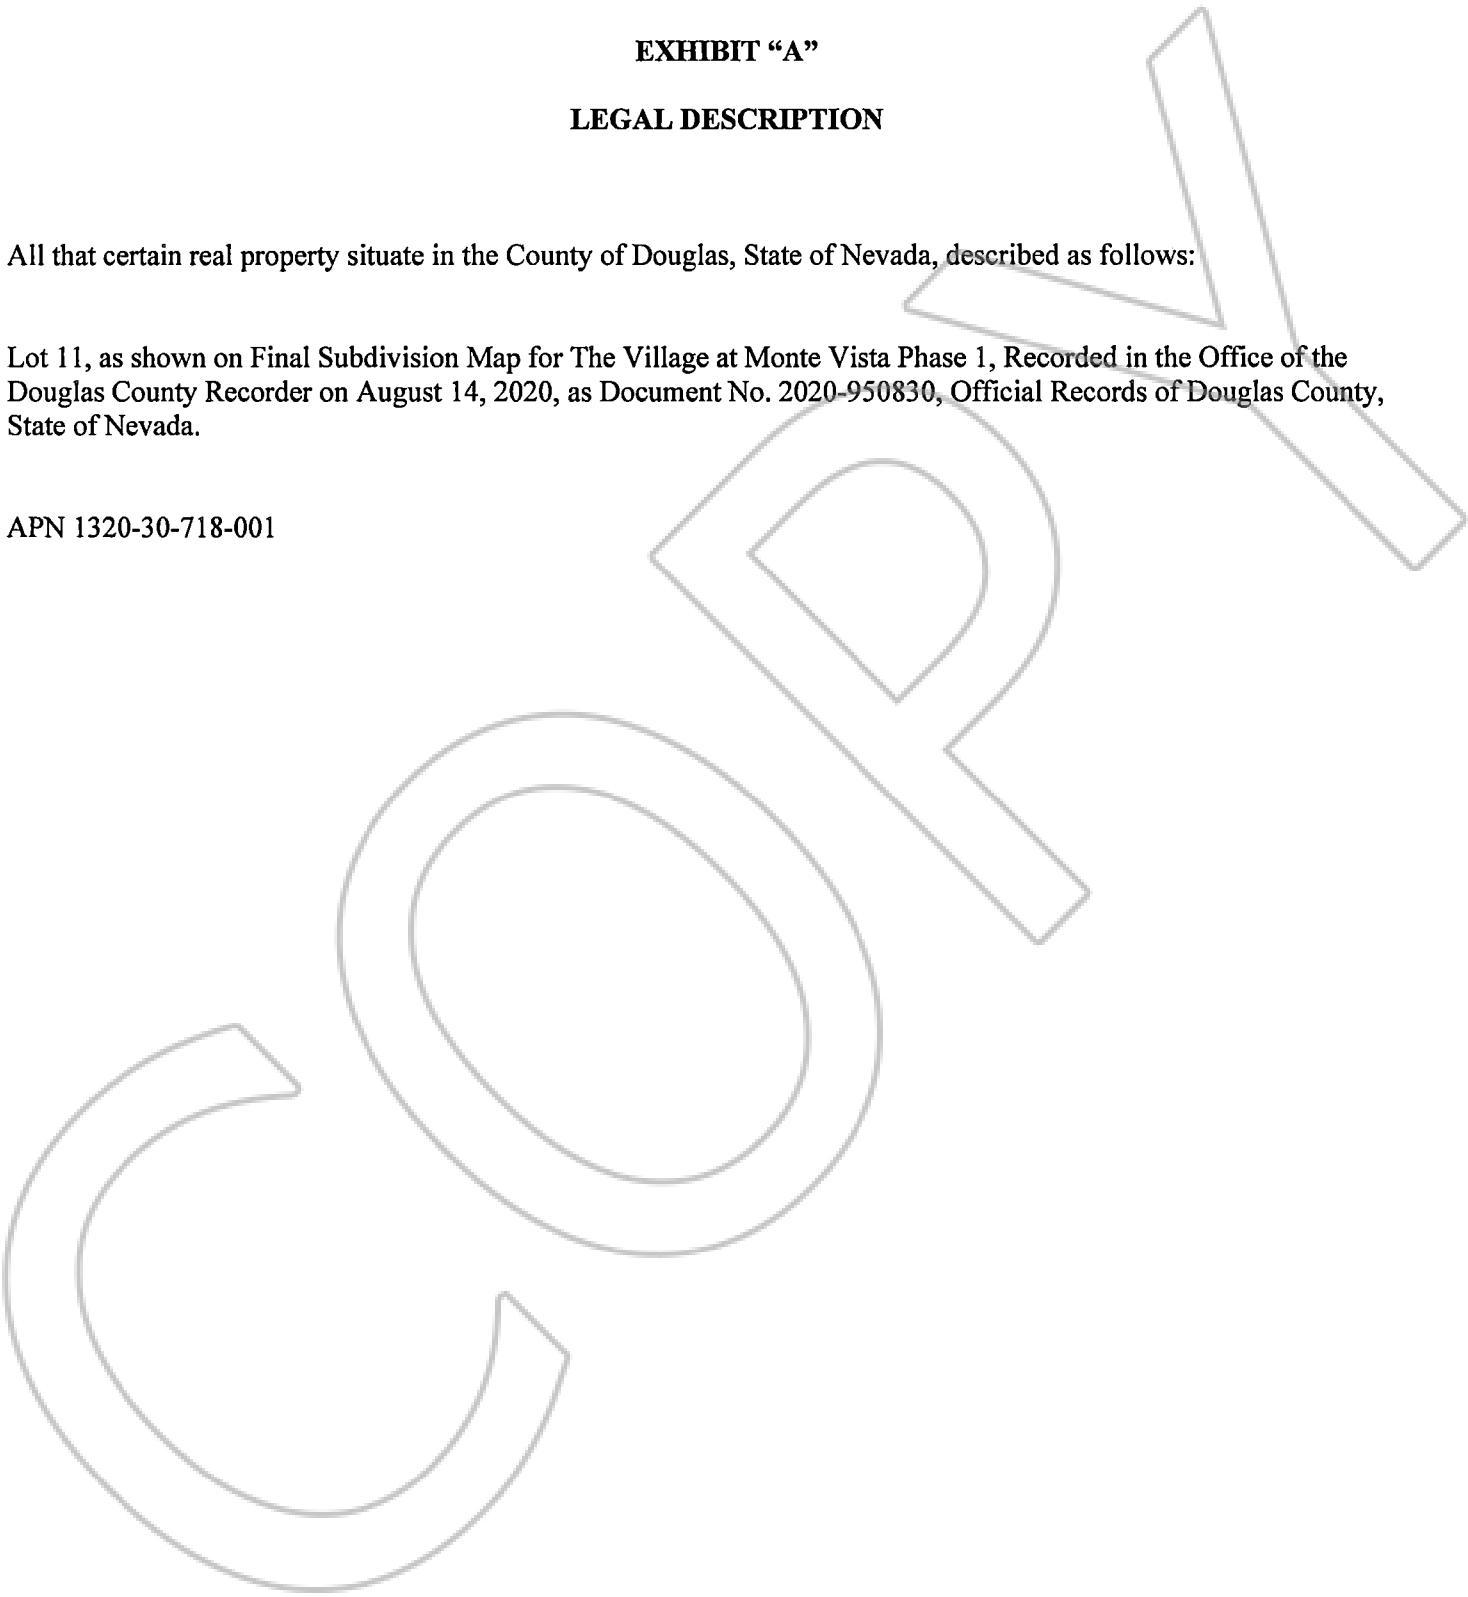 EXHIBIT “A”
LEGAL DESCRIPTION
All that certain real property situate in the County of Douglas, State of Nevada, described as follows:
Lot 11, as shown on Final Subdivision Map for The Village at Monte Vista Phase 1, Recorded in the Office of the
Douglas County Recorder on August 14, 2020, as Document No. 2020-950830, Official Records of Douglas County,
State of Nevada.
APN 1320-30-718-001
COPY